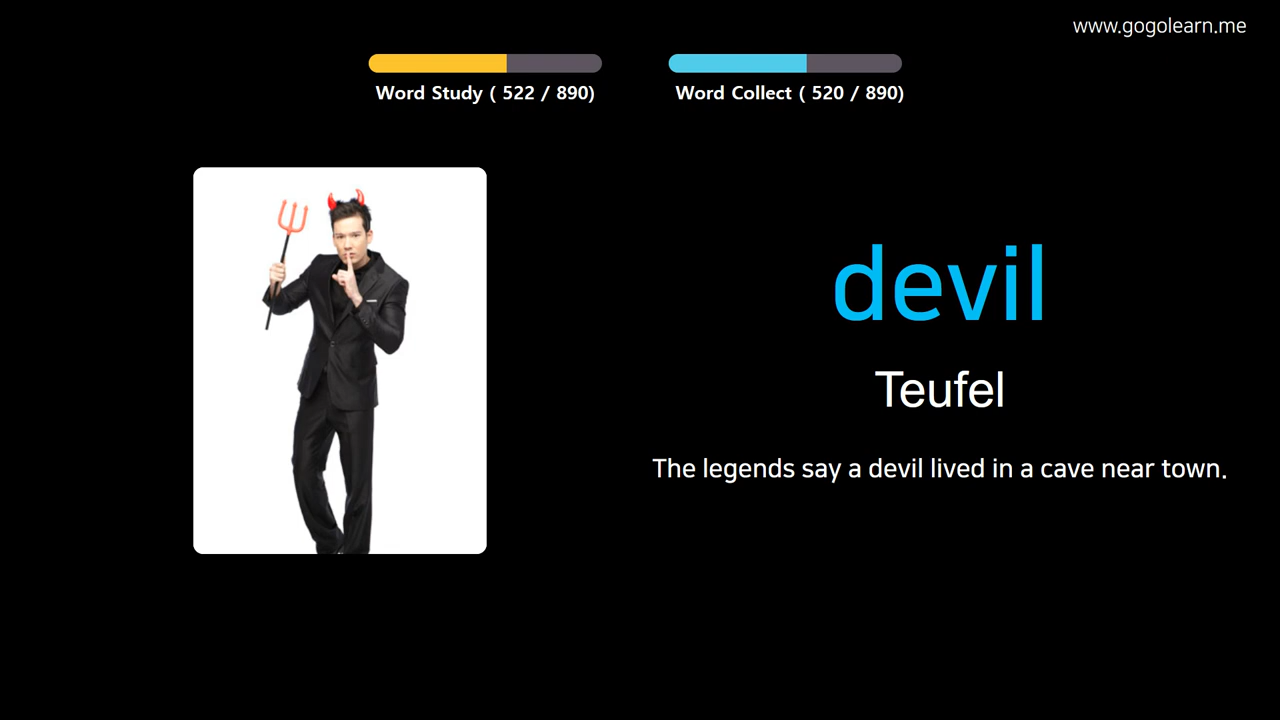 www.gogolearn.me
Word Study ( 522 / 890)
Word Collect ( 520 / 890)
devil
Teufel
The legends say a devil lived in a cave near town.